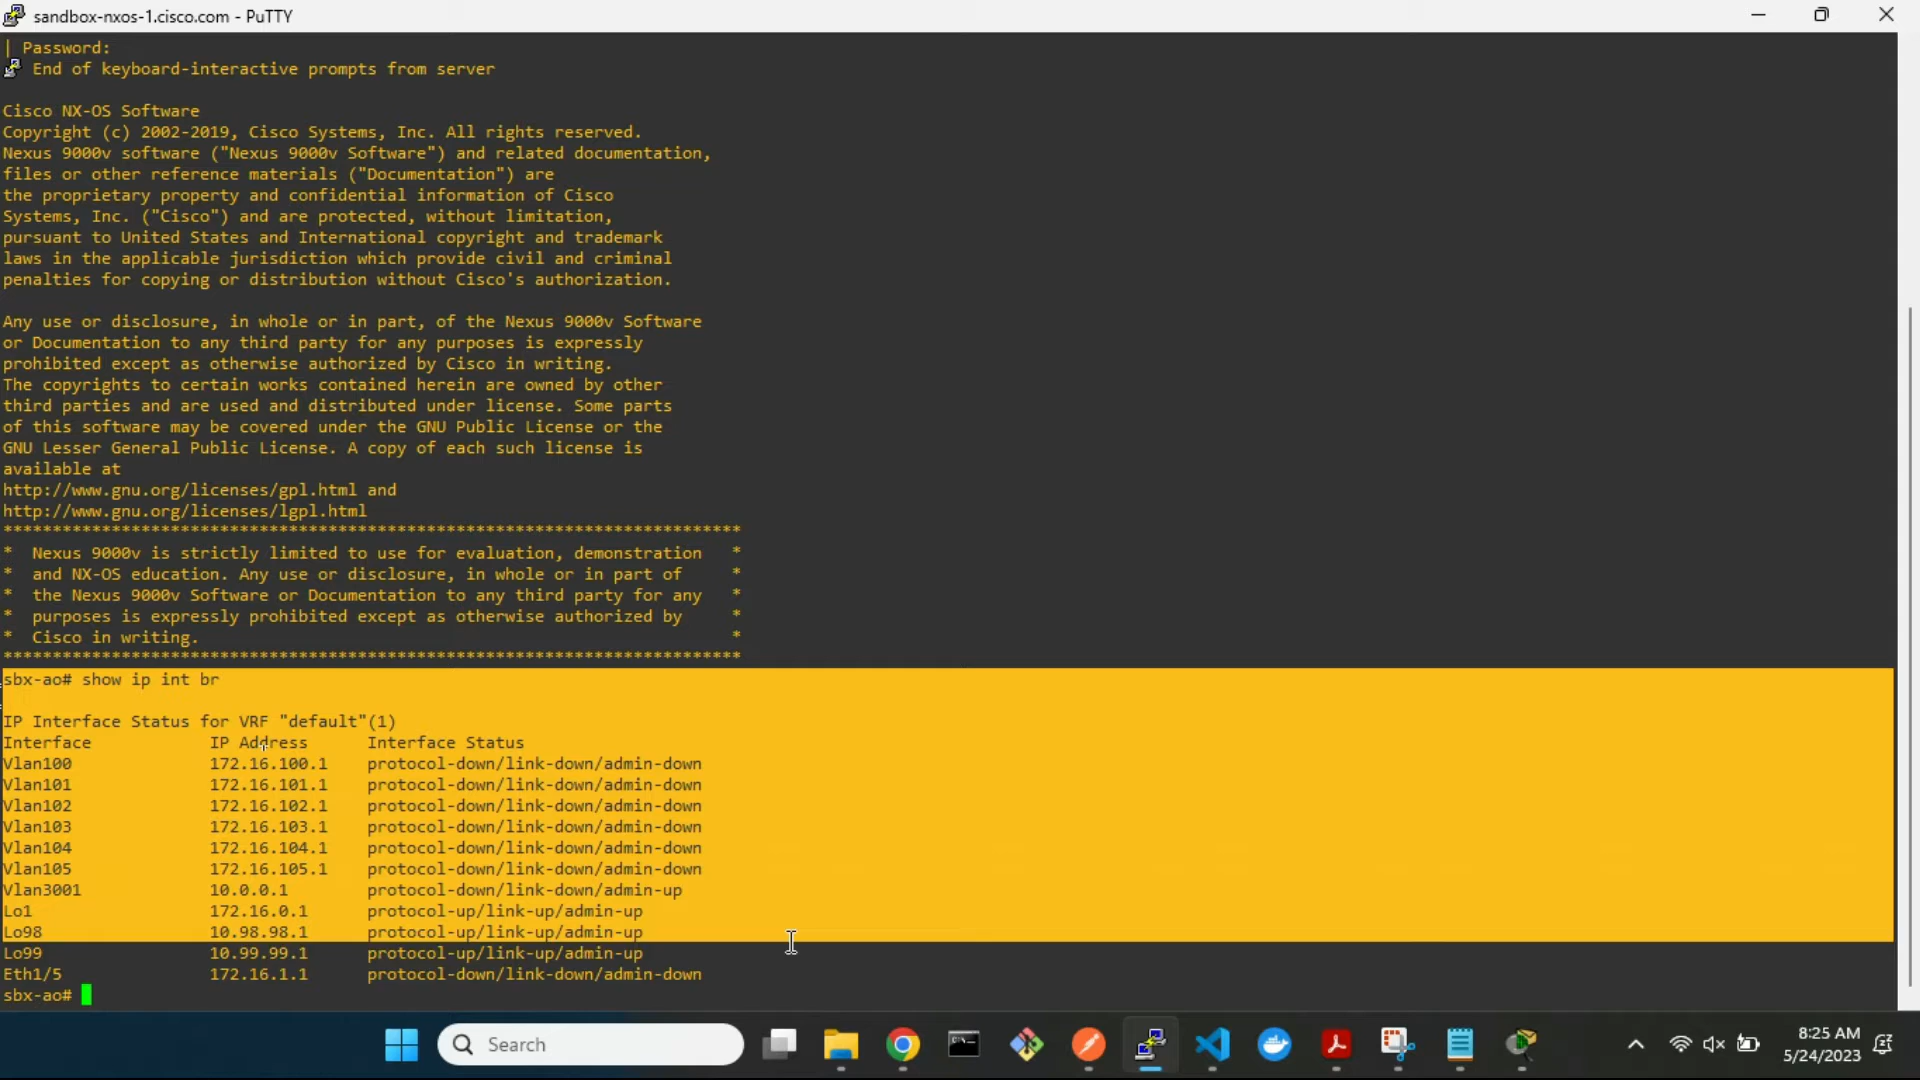 sandbox-nxos-1.cisco.com - PuTTY
| Password:
End of keyboard-interactive prompts from server
Cisco NX-OS Software
Copyright (c) 2002-2019, Cisco Systems, Inc. All rights reserved.
Nexus 9000v software ("Nexus 9000v Software") and related documentation,
files or other reference materials ("Documentation") are
the proprietary property and confidential information of Cisco
Systems, Inc. ("Cisco") and are protected, without limitation,
pursuant to United States and International copyright and trademark
laws in the applicable jurisdiction which provide civil and criminal
penalties for copying or distribution without Cisco's authorization.
Any use or disclosure, in whole or in part, of the Nexus 9000v Software
or Documentation to any third party for any purposes is expressly
prohibited except as otherwise authorized by Cisco in writing.
The copyrights to certain works contained herein are owned by other
third parties and are used and distributed under license. Some parts
of this software may be covered under the GNU Public License or the
GNU Lesser General Public License. A copy of each such license is
available at
http://www.gnu.org/licenses/gpl.html and
http://www.gnu.org/licenses/lgpl.html
***************************************************************************
*  Nexus 9000v is strictly limited to use for evaluation, demonstration   *
*  and NX-OS education. Any use or disclosure, in whole or in part of     *
*  the Nexus 9000v Software or Documentation to any third party for any   *
*  purposes is expressly prohibited except as otherwise authorized by     *
*  Cisco in writing.                                                      *
***************************************************************************
sbx-ao# show ip int br
IP Interface Status for VRF "default"(1)
Interface            IP Address      Interface Status
Vlan100              172.16.100.1    protocol-down/link-down/admin-down
Vlan101              172.16.101.1    protocol-down/link-down/admin-down
Vlan102              172.16.102.1    protocol-down/link-down/admin-down
Vlan103              172.16.103.1    protocol-down/link-down/admin-down
Vlan104              172.16.104.1    protocol-down/link-down/admin-down
Vlan105              172.16.105.1    protocol-down/link-down/admin-down
Vlan3001             10.0.0.1        protocol-down/link-down/admin-up
Lo1                  172.16.0.1      protocol-up/link-up/admin-up
Lo98                 10.98.98.1      protocol-up/link-up/admin-up
Lo99                 10.99.99.1      protocol-up/link-up/admin-up
Eth1/5               172.16.1.1      protocol-down/link-down/admin-down
sbx-ao#
Search
8:25 AM
5/24/2023